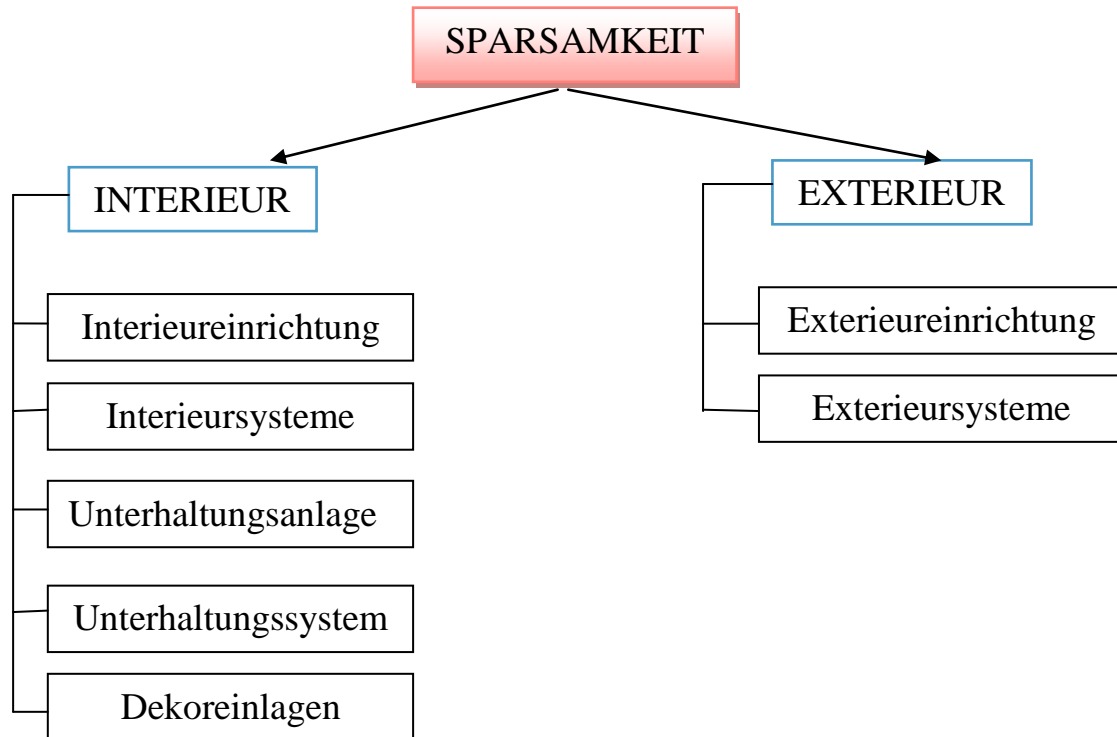 SPARSAMKEIT
INTERIEUR
Interieureinrichtung
Interieursysteme
Unterhaltungsanlage
Unterhaltungssystem
Dekoreinlagen
EXTERIEUR
Exterieureinrichtung
Exterieursysteme